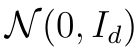 𝒩(0, I_d)